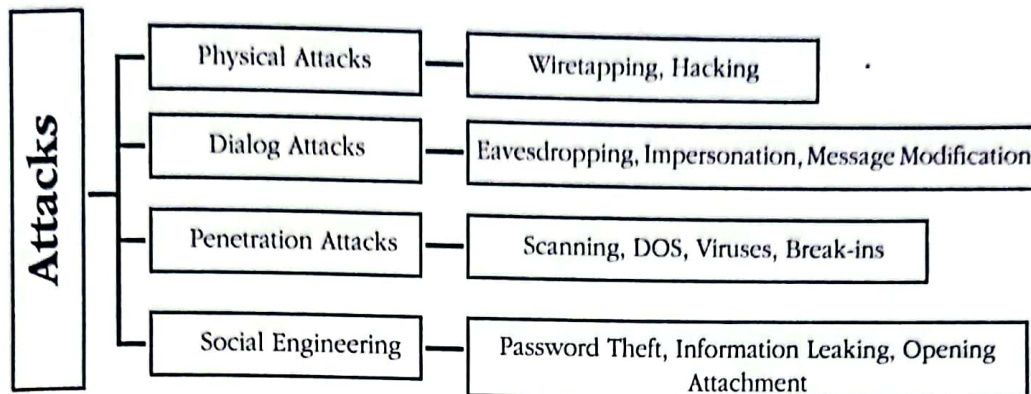 Attacks
Physical Attacks
Wiretapping, Hacking
Dialog Attacks
Eavesdropping, Impersonation, Message Modification
Penetration Attacks
Scanning, DOS, Viruses, Break-ins
Social Engineering
Password Theft, Information Leaking, Opening
Attachment